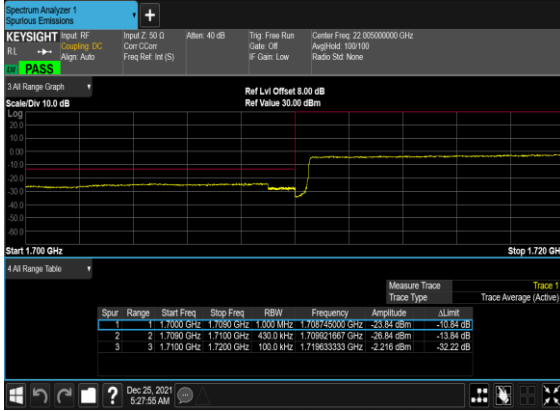 Spectrum Analyzer 1
Spurious Emissions
KEYSIGHT
RL
Input: RF
Coupling: DC
Align: Auto
Input Z: 50 Ω
Corr CCorr
Freq Ref: Int (S)
Atten: 40 dB
Trig: Free Run
Gate: Off
IF Gain: Low
Center Freq: 22.005000000 GHz
Avg|Hold: 100/100
Radio Std: None
PASS
3 All Range Graph
Scale/Div 10.0 dB
Ref Lvl Offset 8.00 dB
Ref Value 30.00 dBm
Log
20.0
10.0
0.00
-10.0
-20.0
-30.0
-40.0
-50.0
-60.0
Start 1.700 GHz
Stop 1.720 GH
4 All Range Table
Measure Trace Trace 1
Trace Type Trace Average (Active)
Spur Range Start Freq Stop Freq RBW Frequency Amplitude ΔLimit
1 1 1.7000 GHz 1.7090 GHz 1.000 MHz 1.708745000 GHz -23.84 dBm -10.84 dB
2 2 1.7090 GHz 1.7100 GHz 430.0 kHz 1.709921667 GHz -26.84 dBm -13.84 dB
3 3 1.7100 GHz 1.7200 GHz 100.0 kHz 1.719633333 GHz -2.216 dBm -32.22 dB
?
Dec 25, 2021
5:27:55 AM